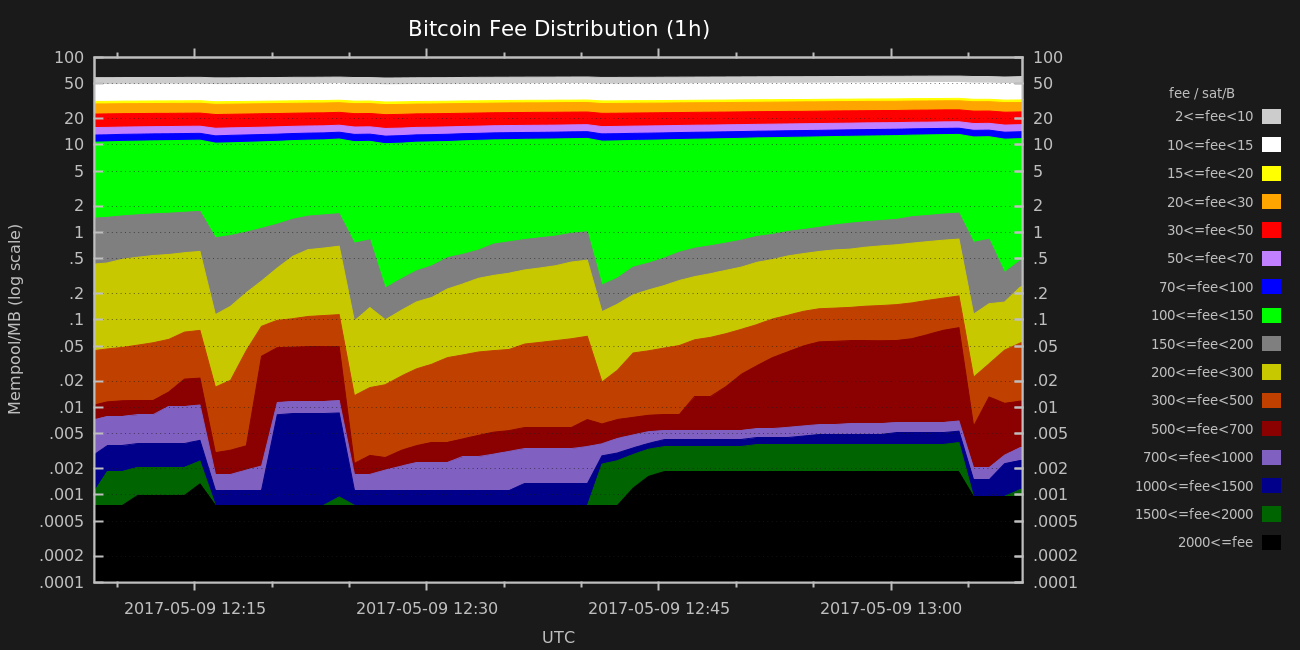 Bitcoin Fee Distribution (1h)
Mempool/MB (log scale)
100
50
20
10
5
2
1
.5
.2
.1
.05
.02
.01
.005
.002
.001
.0005
.0002
.0001
100
50
20
10
5
2
1
.5
.2
.1
.05
.02
.01
.005
.002
.001
.0005
.0002
.0001
2017-05-09 12:15
2017-05-09 12:30
2017-05-09 12:45
2017-05-09 13:00
UTC
fee / sat/B
2<=fee<10
10<=fee<15
15<=fee<20
20<=fee<30
30<=fee<50
50<=fee<70
70<=fee<100
100<=fee<150
150<=fee<200
200<=fee<300
300<=fee<500
500<=fee<700
700<=fee<1000
1000<=fee<1500
1500<=fee<2000
2000<=fee